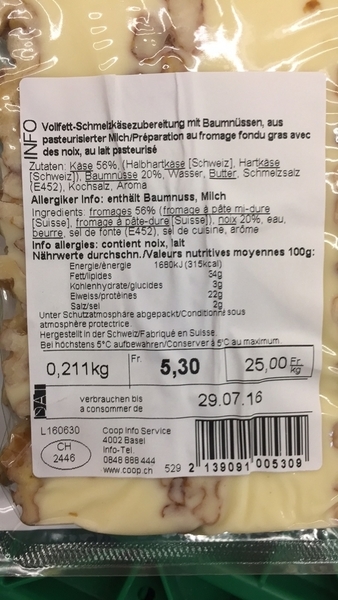 INFO
Vollfett-Schmelzkäsezubereitung mit Baumnüssen, aus
pasteurisierter Milch/Préparation au fromage fondu gras avec
des noix, au lait pasteurisé
Zutaten: Käse 56%, (Halbhartkäse [Schweiz], Hartkäse
[Schweiz]), Baumnüsse 20%, Wasser, Butter, Schmelzsalz
(E452), Kochsalz, Aroma
Allergiker Info: enthält Baumnuss, Milch
Ingredients: fromages 56% (fromage à pâte mi-dure
[Suisse], fromage à pâte-dure [Suisse]), noix 20%, eau,
beurre, sel de fonte (E452), sel de cuisine, arôme
Info allergies: contient noix, lait
Nährwerte durchschn./Valeurs nutritives moyennes 100g:
Energie/énergie 1680kJ (315kcal)
Fett/lipides 34g
Kohlenhydrate/glucides 3g
Eiweiss/protéines 22g
Salz/sel 2g
Unter Schutzatmosphäre abgepackt/Conditionné sous
atmosphère protectrice
Hergestellt in der Schweiz/Fabriqué en Suisse.
Bei höchstens 5°C aufbewahren/Conserver à 5°C au maximum.
0,211kg Fr. 5,30 25,00 Fr./kg
DAT
verbrauchen bis 29.07.16
a consommer de
L160630 Coop Info Service
CH 4002 Basel
2446 Info-Tel.
0848 888 444
www.coop.ch 529 2 139091 005309